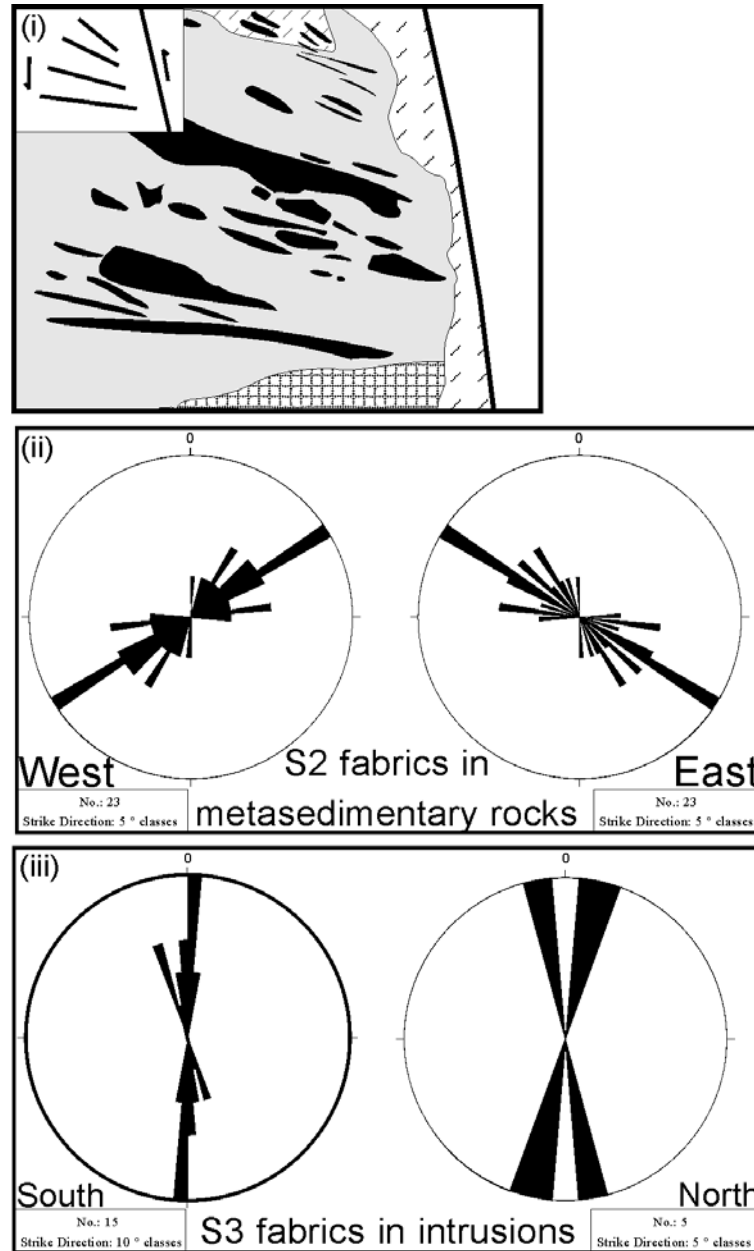 (i)
(ii)
0
0
West
S2 fabrics in
East
No.: 23
Strike Direction: 5 ° classes
metasedimentary rocks
No.: 23
Strike Direction: 5 ° classes
(iii)
0
0
South
North
No.: 15
Strike Direction: 10 ° classes
S3 fabrics in intrusions
No.: 5
Strike Direction: 5 ° classes